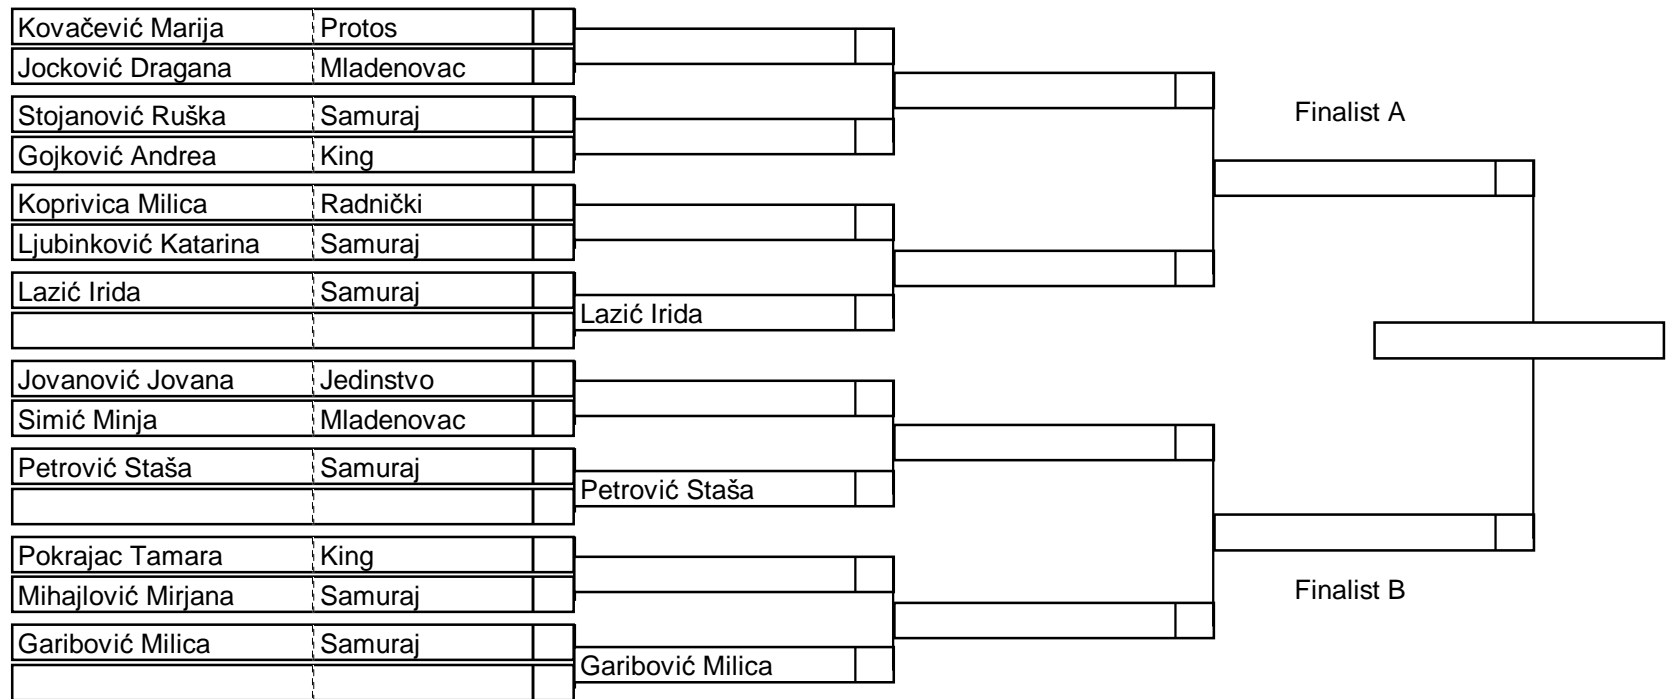 Kovačević Marija Protos
Jocković Dragana Mladenovac
Stojanović Ruška Samuraj
Finalist A
Gojković Andrea King
Koprivica Milica Radnički
Ljubinković Katarina Samuraj
Lazić Irida Samuraj
Lazić Irida
Jovanović Jovana Jedinstvo
Simić Minja Mladenovac
Petrović Staša Samuraj
Petrović Staša
Pokrajac Tamara King
Mihajlović Mirjana Samuraj
Finalist B
Garibović Milica Samuraj
Garibović Milica